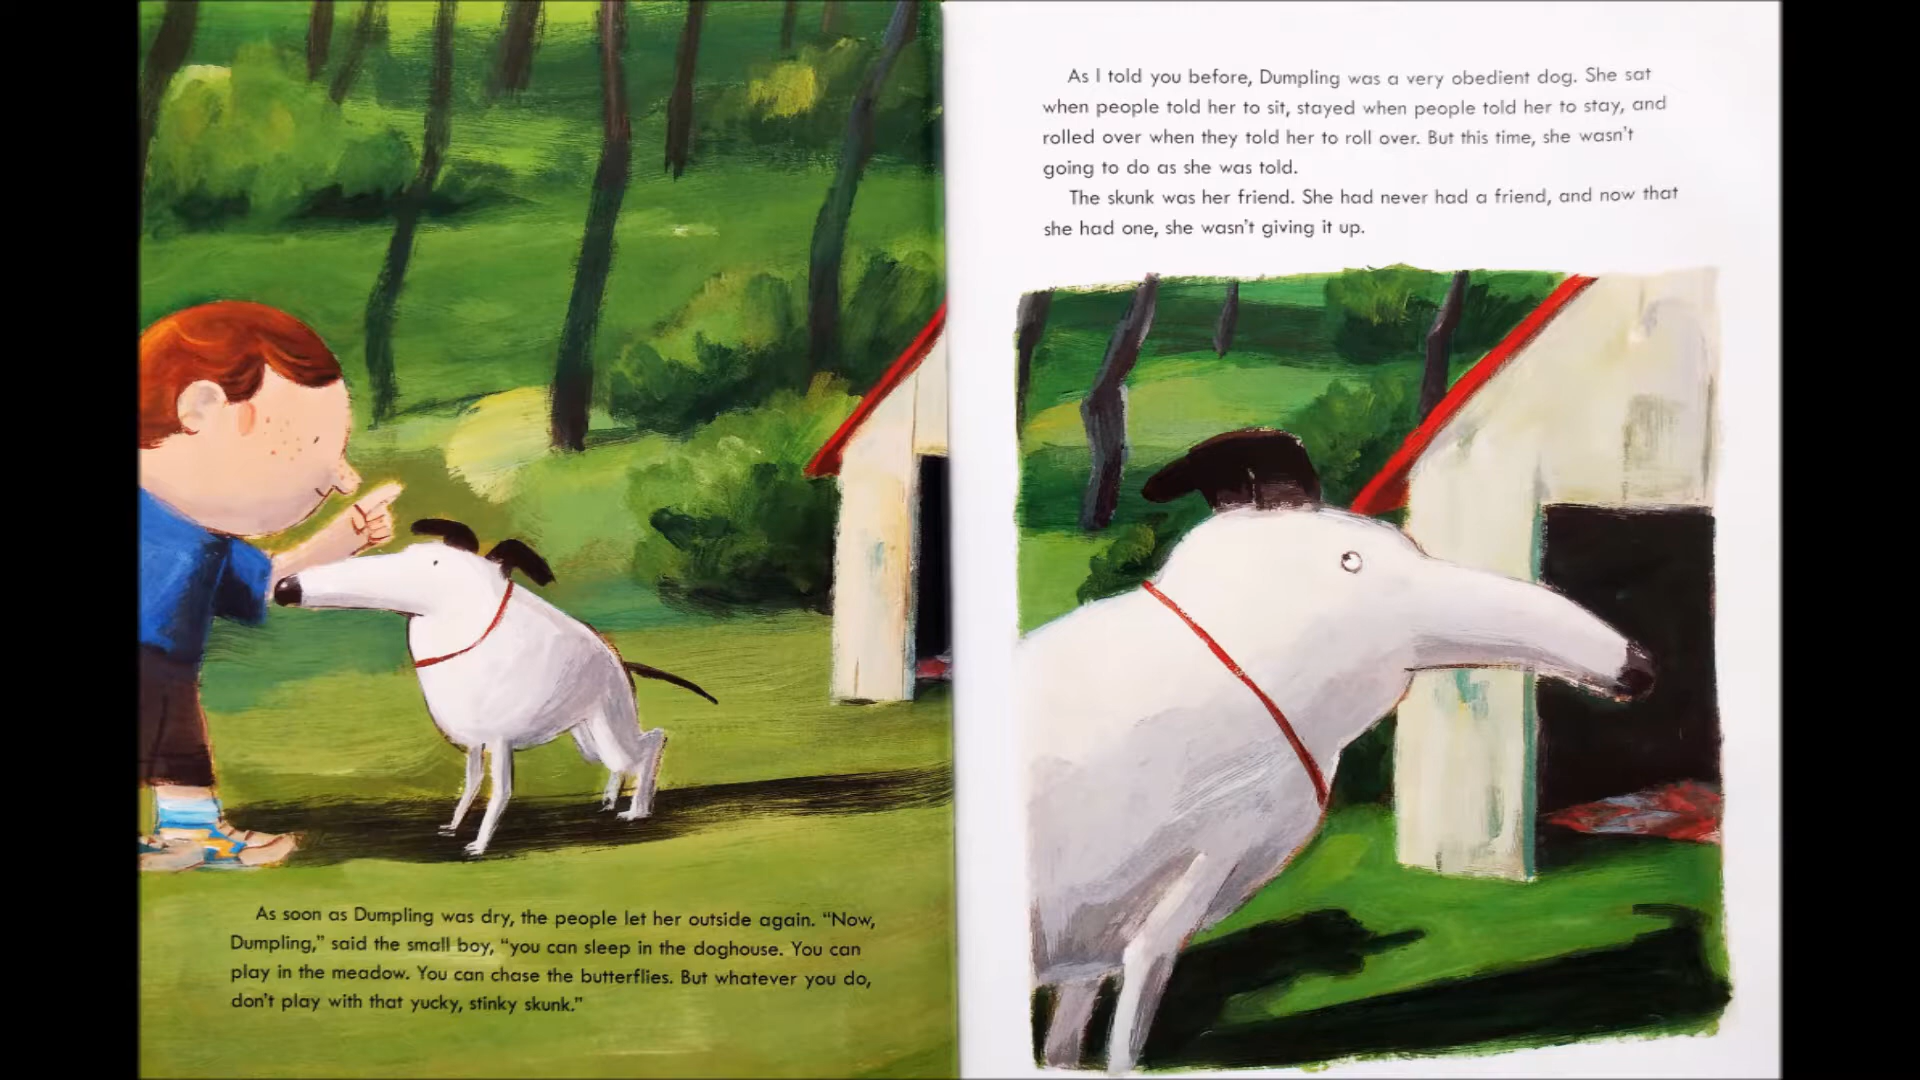 As soon as Dumpling was dry, the people let her outside again. “Now,
Dumpling,” said the small boy, “you can sleep in the doghouse. You can
play in the meadow. You can chase the butterflies. But whatever you do,
don’t play with that yucky, stinky skunk.”
As I told you before, Dumpling was a very obedient dog. She sat
when people told her to sit, stayed when people told her to stay, and
rolled over when they told her to roll over. But this time, she wasn’t
going to do as she was told.
The skunk was her friend. She had never had a friend, and now that
she had one, she wasn’t giving it up.